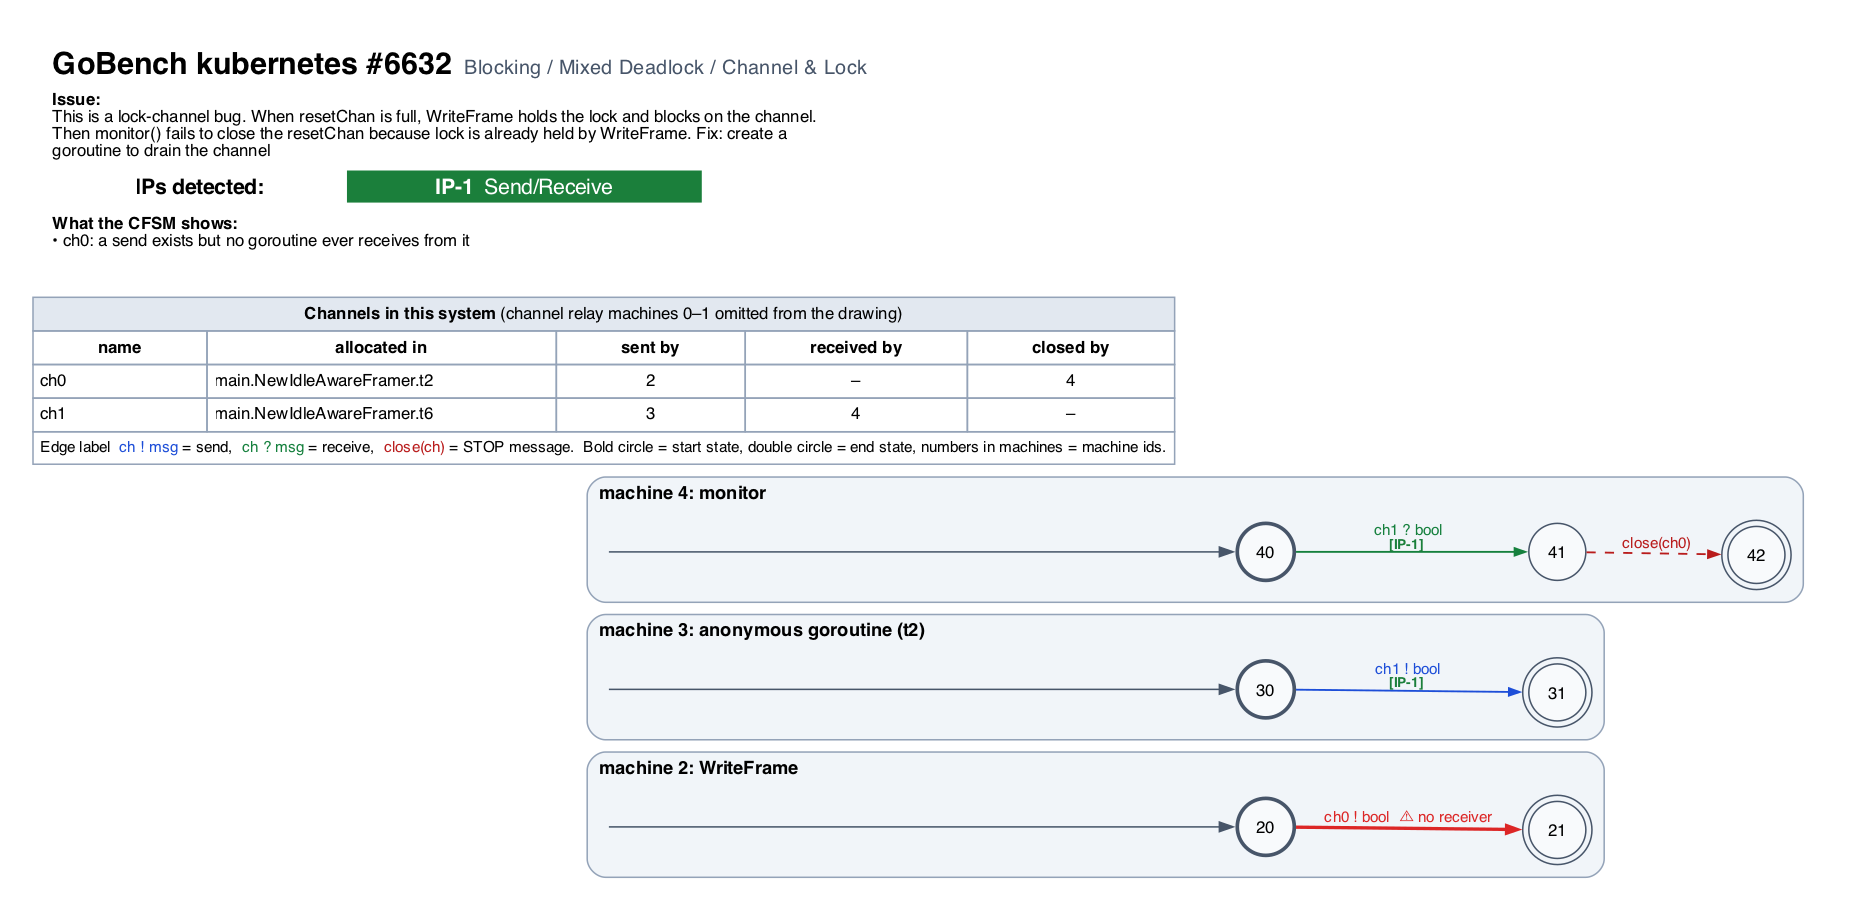 GoBench kubernetes #6632 Blocking / Mixed Deadlock / Channel & Lock
Issue:
This is a lock-channel bug. When resetChan is full, WriteFrame holds the lock and blocks on the channel.
Then monitor() fails to close the resetChan because lock is already held by WriteFrame. Fix: create a
goroutine to drain the channel
IPs detected: IP-1 Send/Receive
What the CFSM shows:
• ch0: a send exists but no goroutine ever receives from it
Channels in this system (channel relay machines 0–1 omitted from the drawing)
name allocated in sent by received by closed by
ch0 main.NewIdleAwareFramer.t2 2 – 4
ch1 main.NewIdleAwareFramer.t6 3 4 –
Edge label ch ! msg = send, ch ? msg = receive, close(ch) = STOP message. Bold circle = start state, double circle = end state, numbers in machines = machine ids.
machine 4: monitor
40
ch1 ? bool
[IP-1]
41
close(ch0)
42
machine 3: anonymous goroutine (t2)
30
ch1 ! bool
[IP-1]
31
machine 2: WriteFrame
20
ch0 ! bool ⚠ no receiver
21